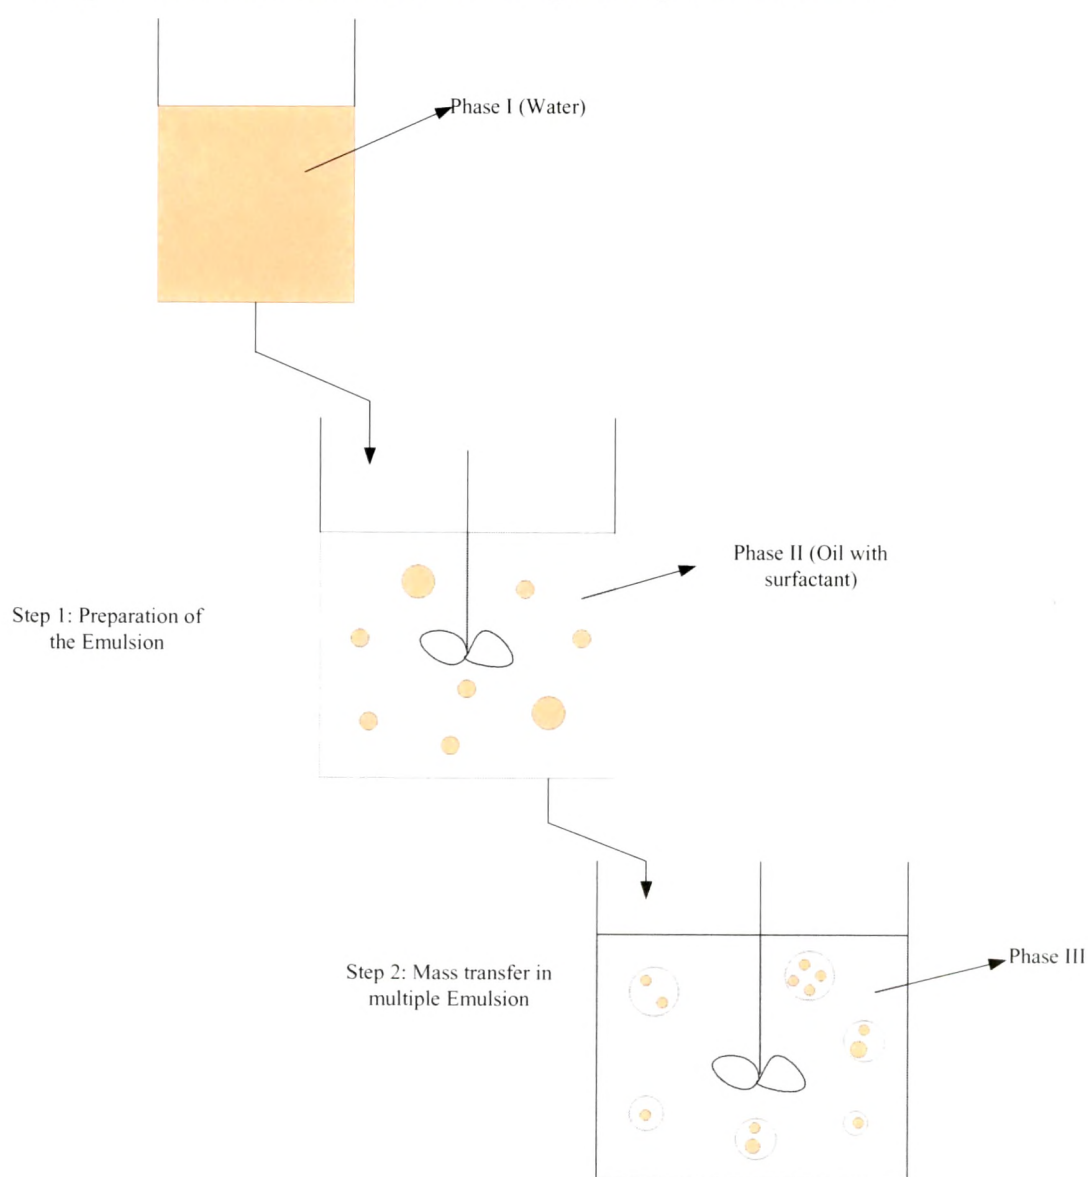 Phase I (Water)
Phase II (Oil with
surfactant)
Step 1: Preparation of
the Emulsion
Phase III
Step 2: Mass transfer in
multiple Emulsion